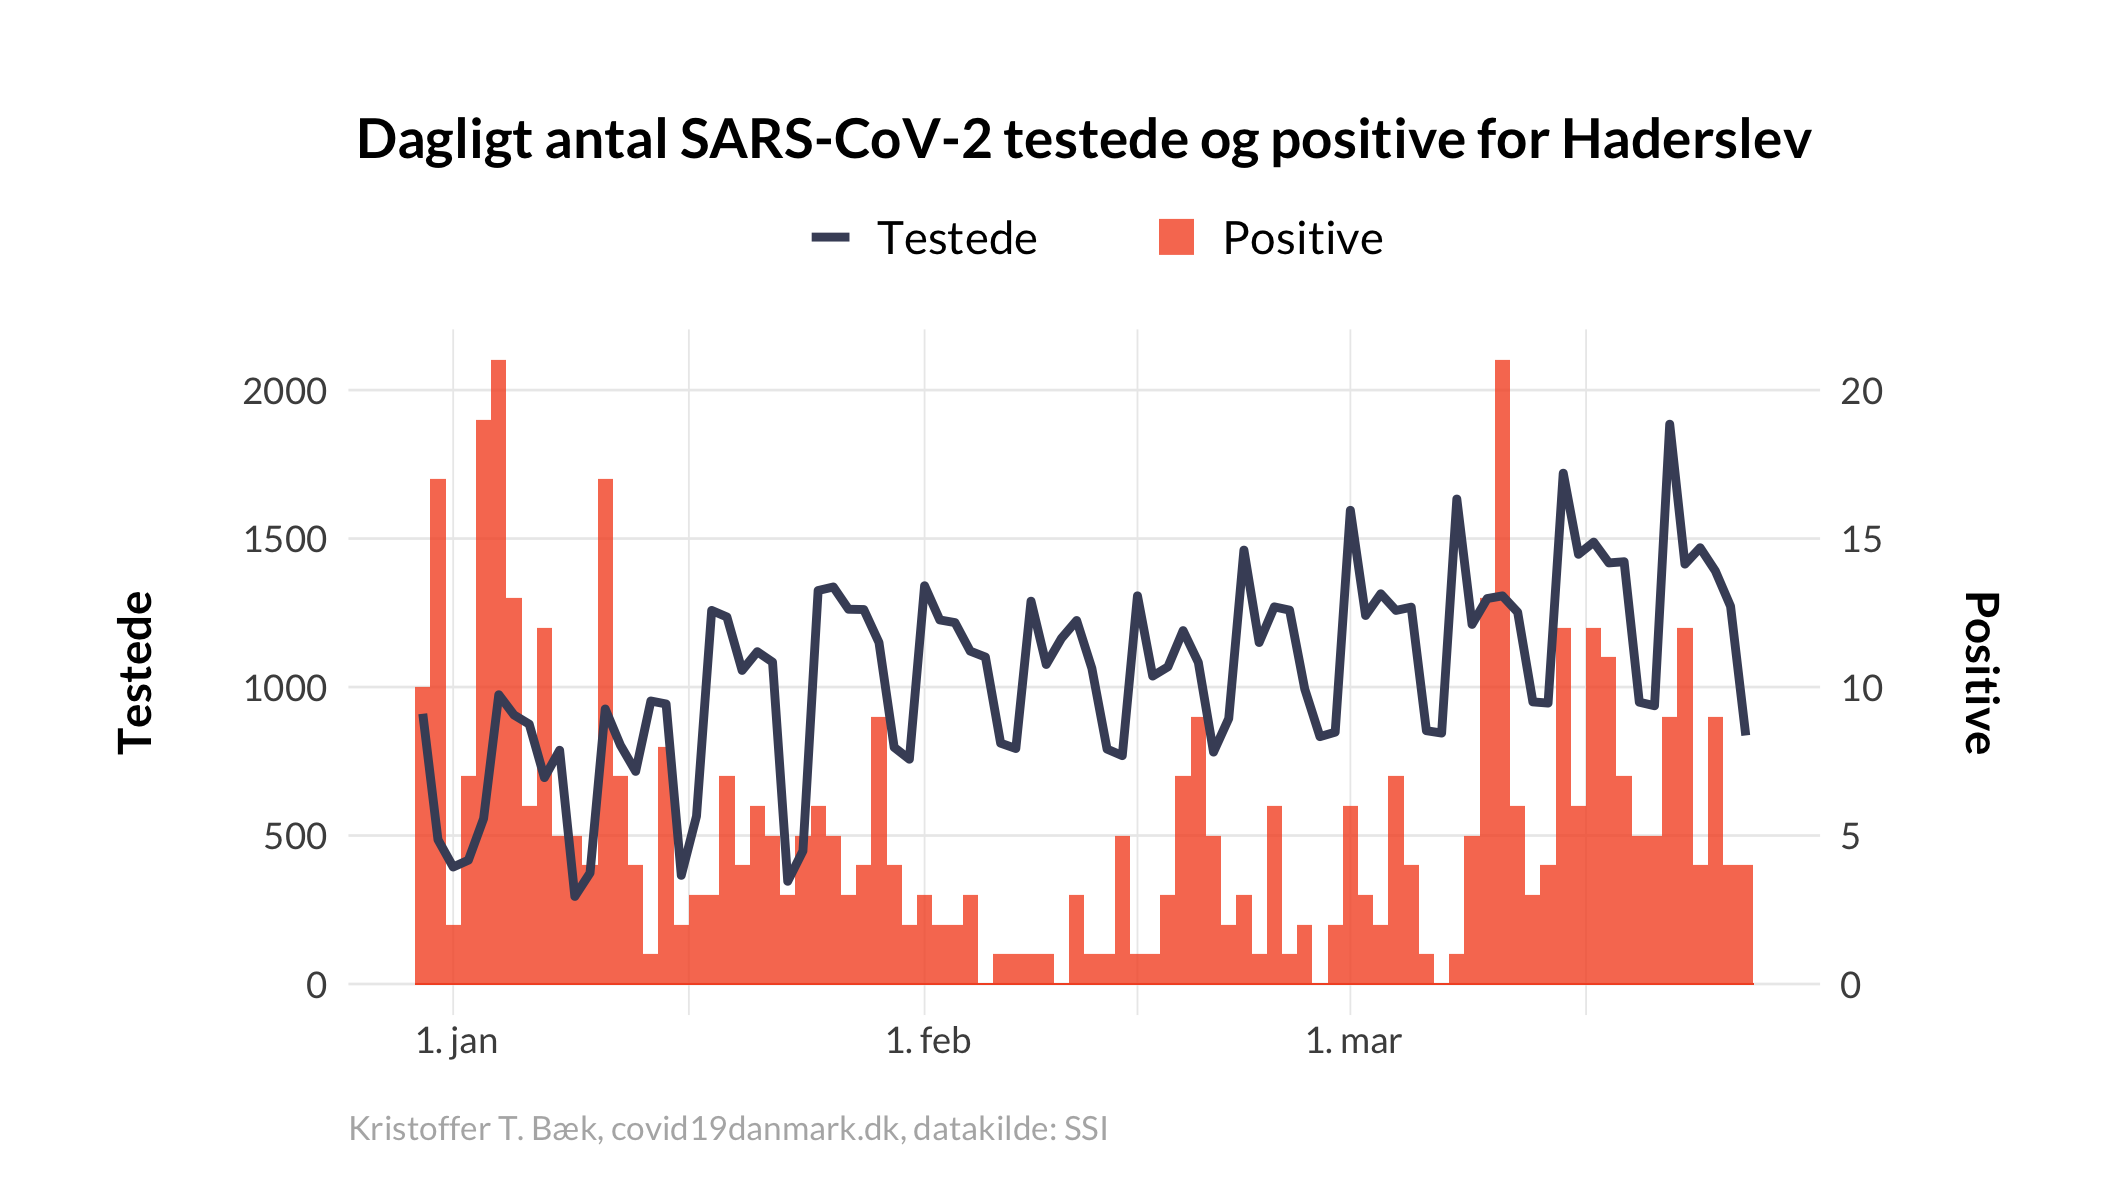 Dagligt antal SARS-CoV-2 testede og positive for Haderslev
Testede
Positive
2000
1500
1000
500
0
Testede
20
15
10
5
0
Positive
1. jan
1. feb
1. mar
Kristoffer T. Bæk, covid19danmark.dk, datakilde: SSI